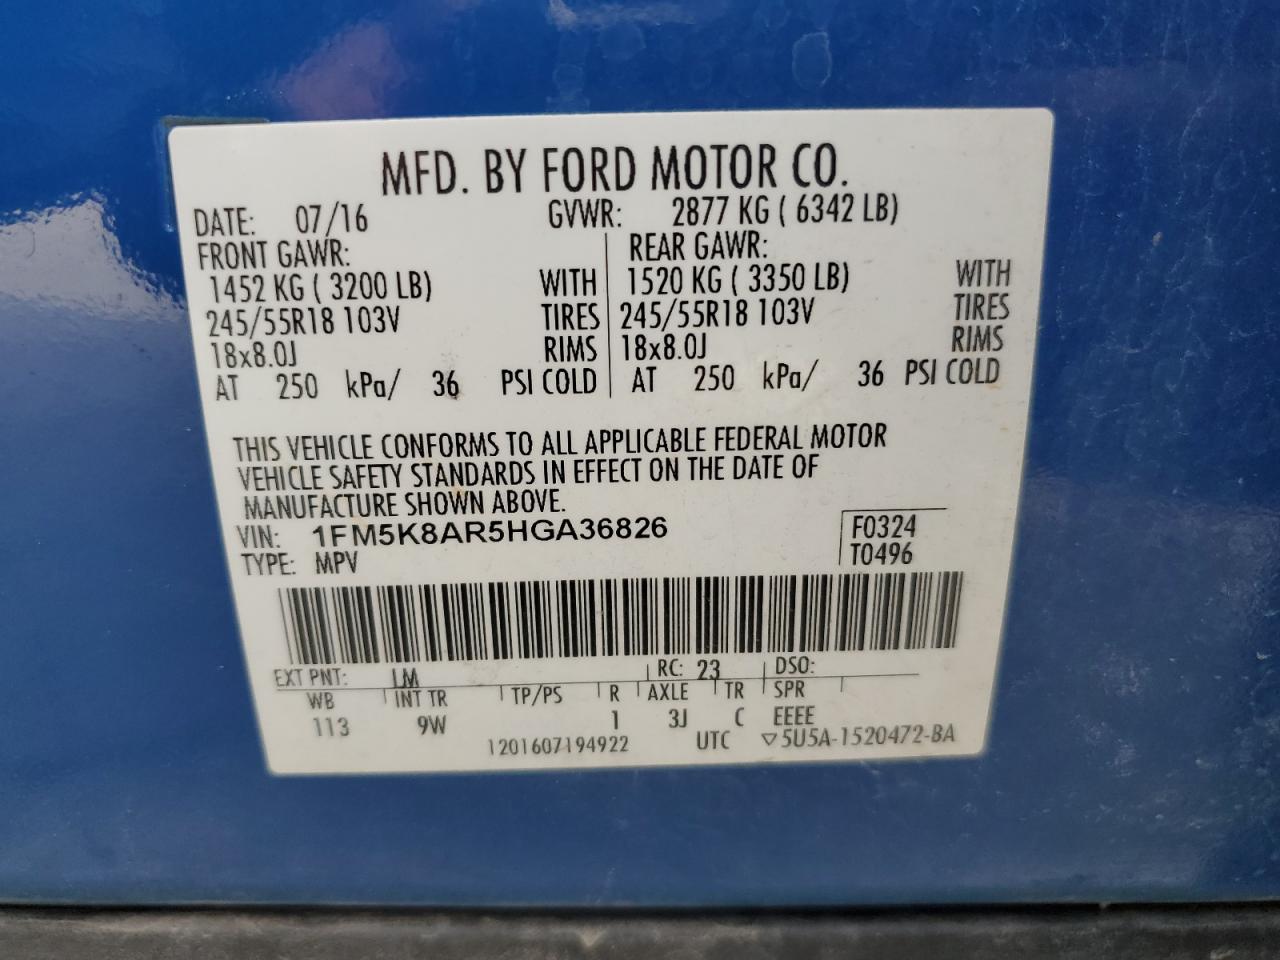 MFD. BY FORD MOTOR CO.
DATE: 07/16 GVWR: 2877 KG ( 6342 LB)
FRONT GAWR: REAR GAWR:
1452 KG ( 3200 LB) WITH 1520 KG ( 3350 LB) WITH
245/55R18 103V TIRES 245/55R18 103V TIRES
18x8.0J RIMS 18x8.0J RIMS
AT 250 kPa/ 36 PSI COLD AT 250 kPa/ 36 PSI COLD
THIS VEHICLE CONFORMS TO ALL APPLICABLE FEDERAL MOTOR
VEHICLE SAFETY STANDARDS IN EFFECT ON THE DATE OF
MANUFACTURE SHOWN ABOVE.
VIN: 1FM5K8AR5HGA36826 F0324
TYPE: MPV T0496
EXT PNT: LM RC: 23 DSO:
WB INT TR TP/PS R AXLE TR SPR
113 9W 1 3J C EEEE
1201607194922 UTC ▽5U5A-1520472-BA